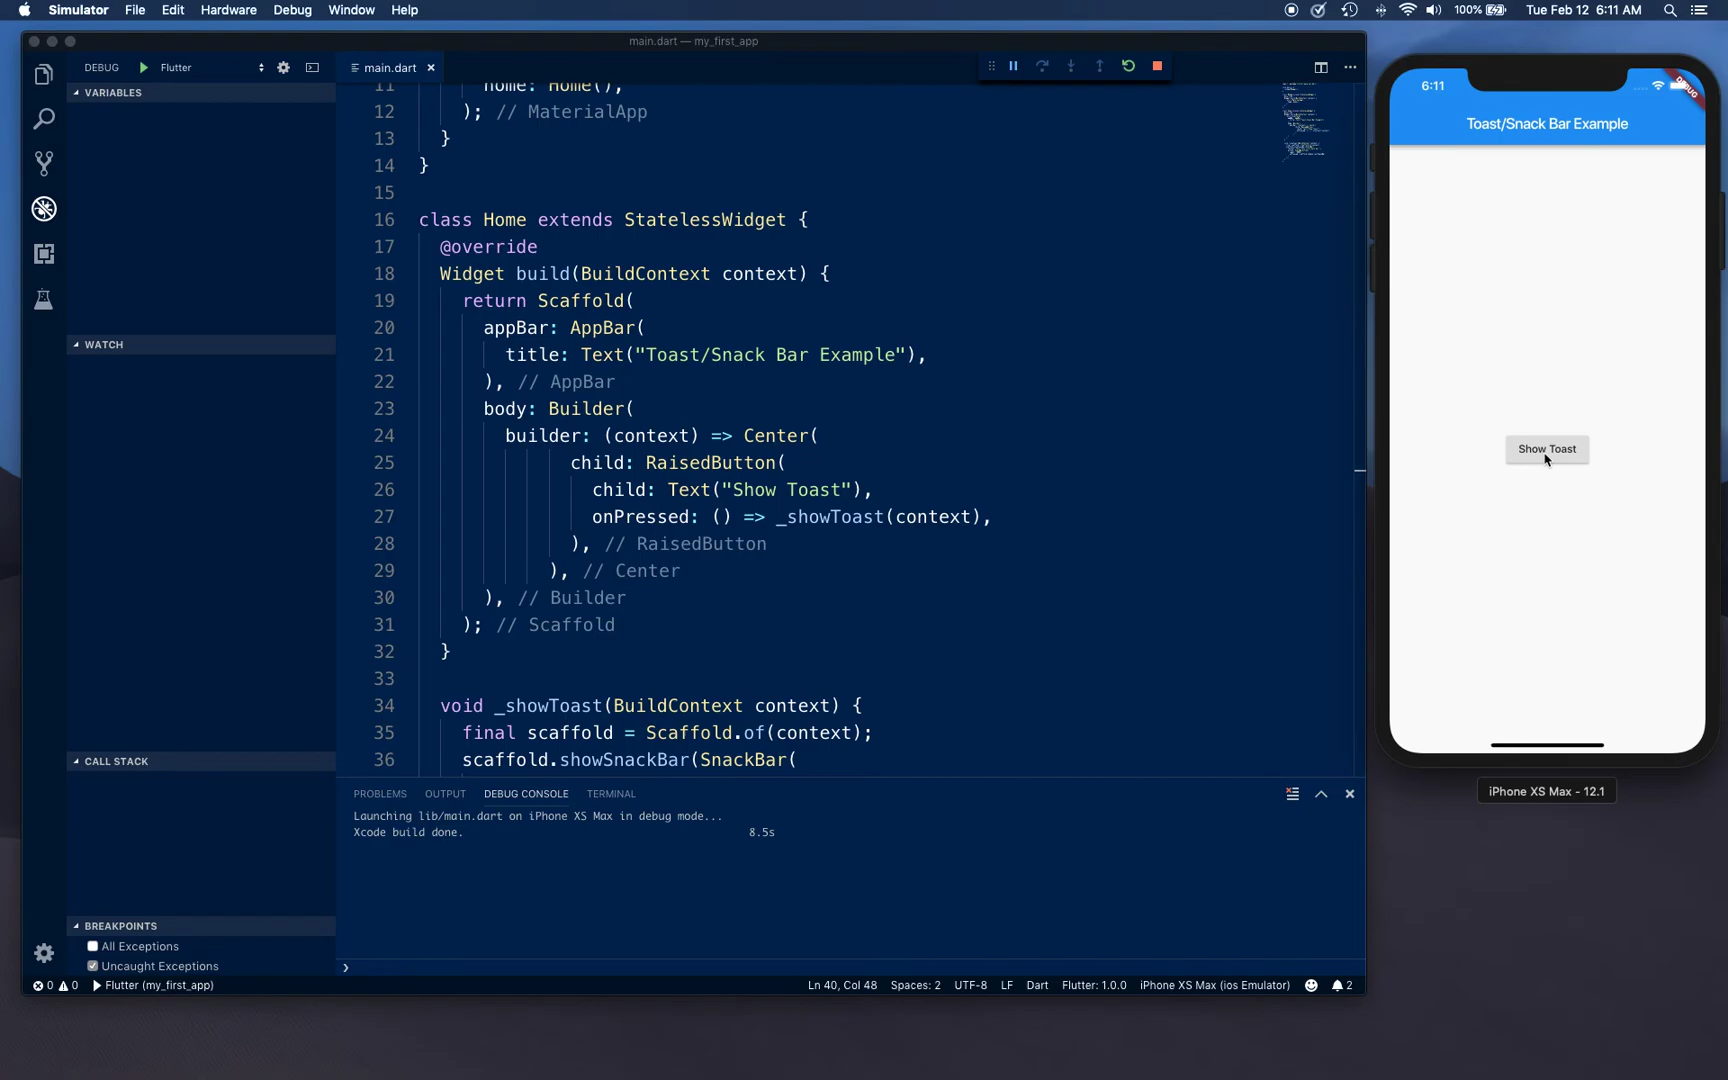 Simulator File Edit Hardware Debug Window Help 100% Tue Feb 12 6:11 AM
main.dart — my_first_app
DEBUG Flutter main.dart
VARIABLES
WATCH
CALL STACK
BREAKPOINTS
All Exceptions
Uncaught Exceptions
11 home: Home(),
12 ); // MaterialApp
13 }
14 }
15
16 class Home extends StatelessWidget {
17 @override
18 Widget build(BuildContext context) {
19 return Scaffold(
20 appBar: AppBar(
21 title: Text("Toast/Snack Bar Example"),
22 ), // AppBar
23 body: Builder(
24 builder: (context) => Center(
25 child: RaisedButton(
26 child: Text("Show Toast"),
27 onPressed: () => _showToast(context),
28 ), // RaisedButton
29 ), // Center
30 ), // Builder
31 ); // Scaffold
32 }
33
34 void _showToast(BuildContext context) {
35 final scaffold = Scaffold.of(context);
36 scaffold.showSnackBar(SnackBar(
PROBLEMS OUTPUT DEBUG CONSOLE TERMINAL
Launching lib/main.dart on iPhone XS Max in debug mode...
Xcode build done. 8.5s
0 0 Flutter (my_first_app) Ln 40, Col 48 Spaces: 2 UTF-8 LF Dart Flutter: 1.0.0 iPhone XS Max (ios Emulator) 2
6:11
DEBUG
Toast/Snack Bar Example
Show Toast
iPhone XS Max - 12.1